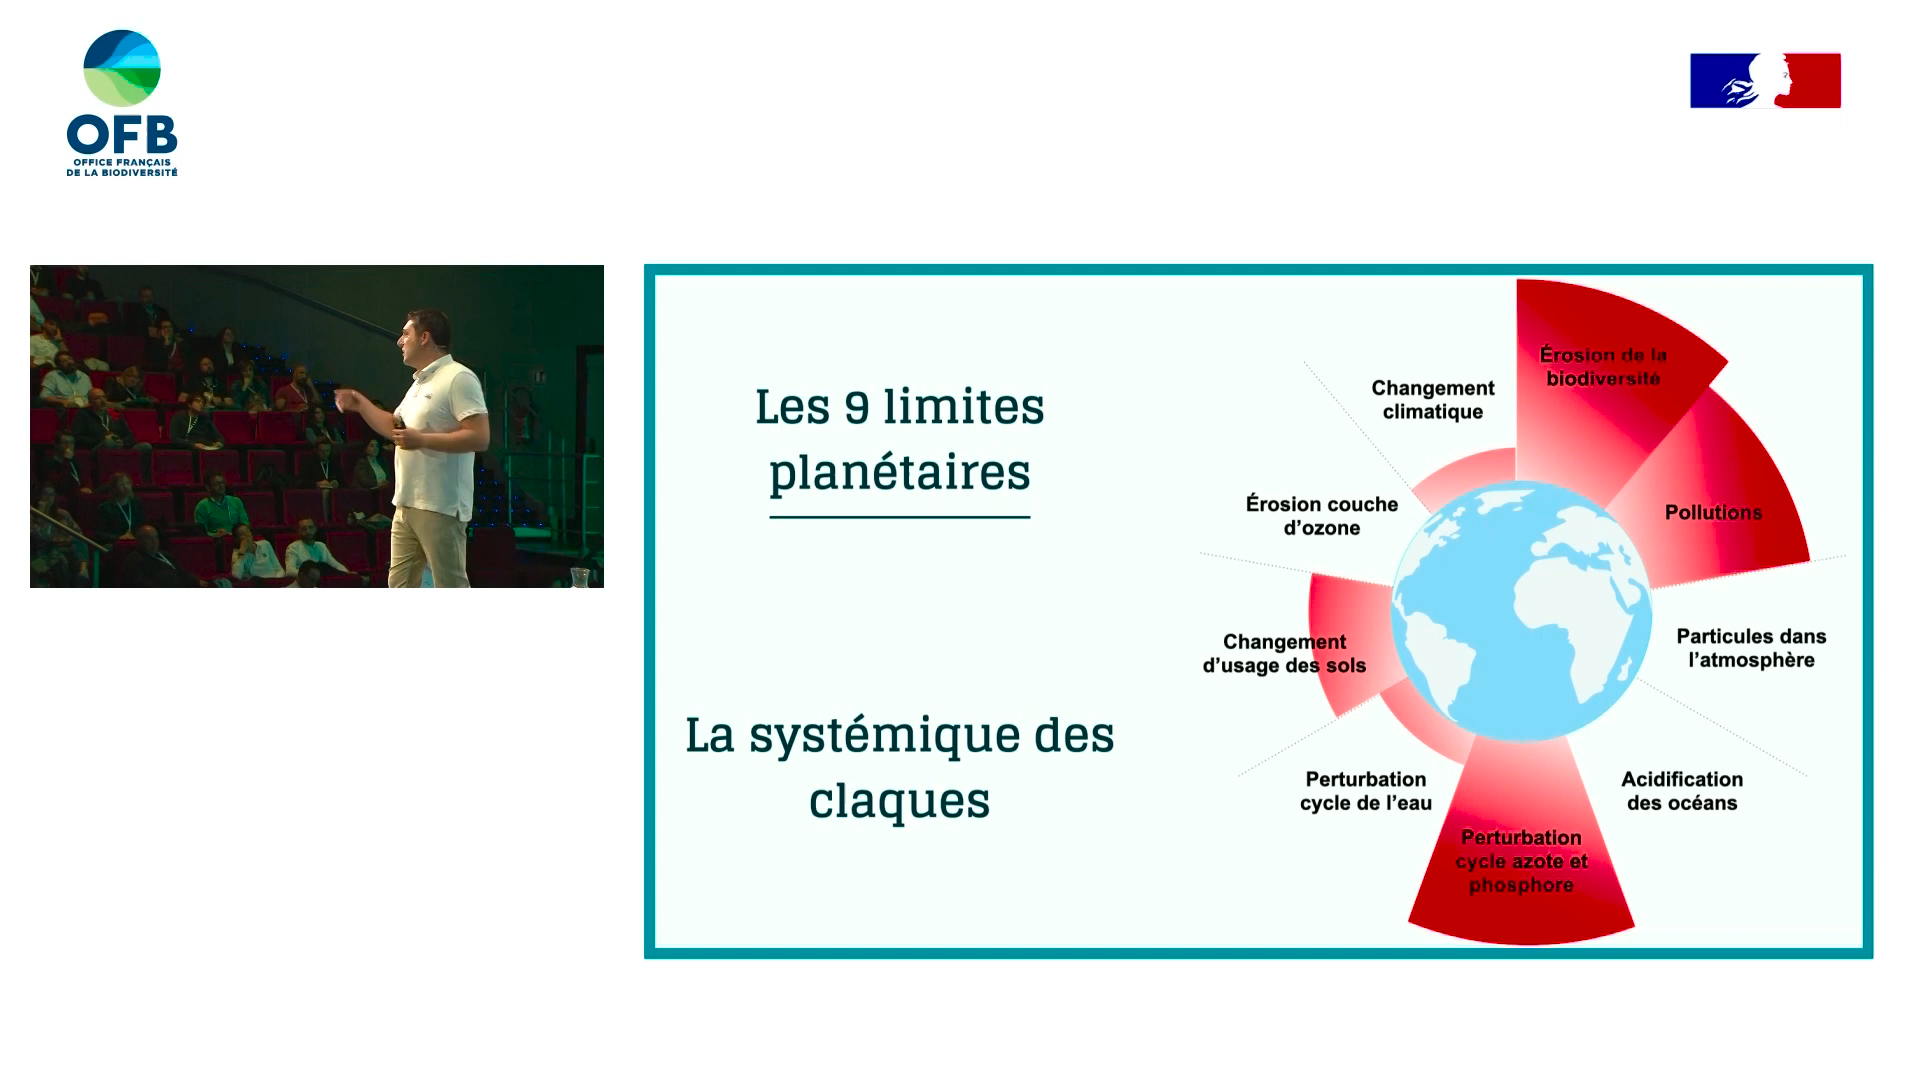 OFB
OFFICE FRANÇAIS
DE LA BIODIVERSITÉ
Les 9 limites
planétaires
La systémique des
claques
Changement
climatique
Érosion de la
biodiversité
Érosion couche
d'ozone
Pollutions
Changement
d'usage des sols
Particules dans
l'atmosphère
Perturbation
cycle de l'eau
Acidification
des océans
Perturbation
cycle azote et
phosphore